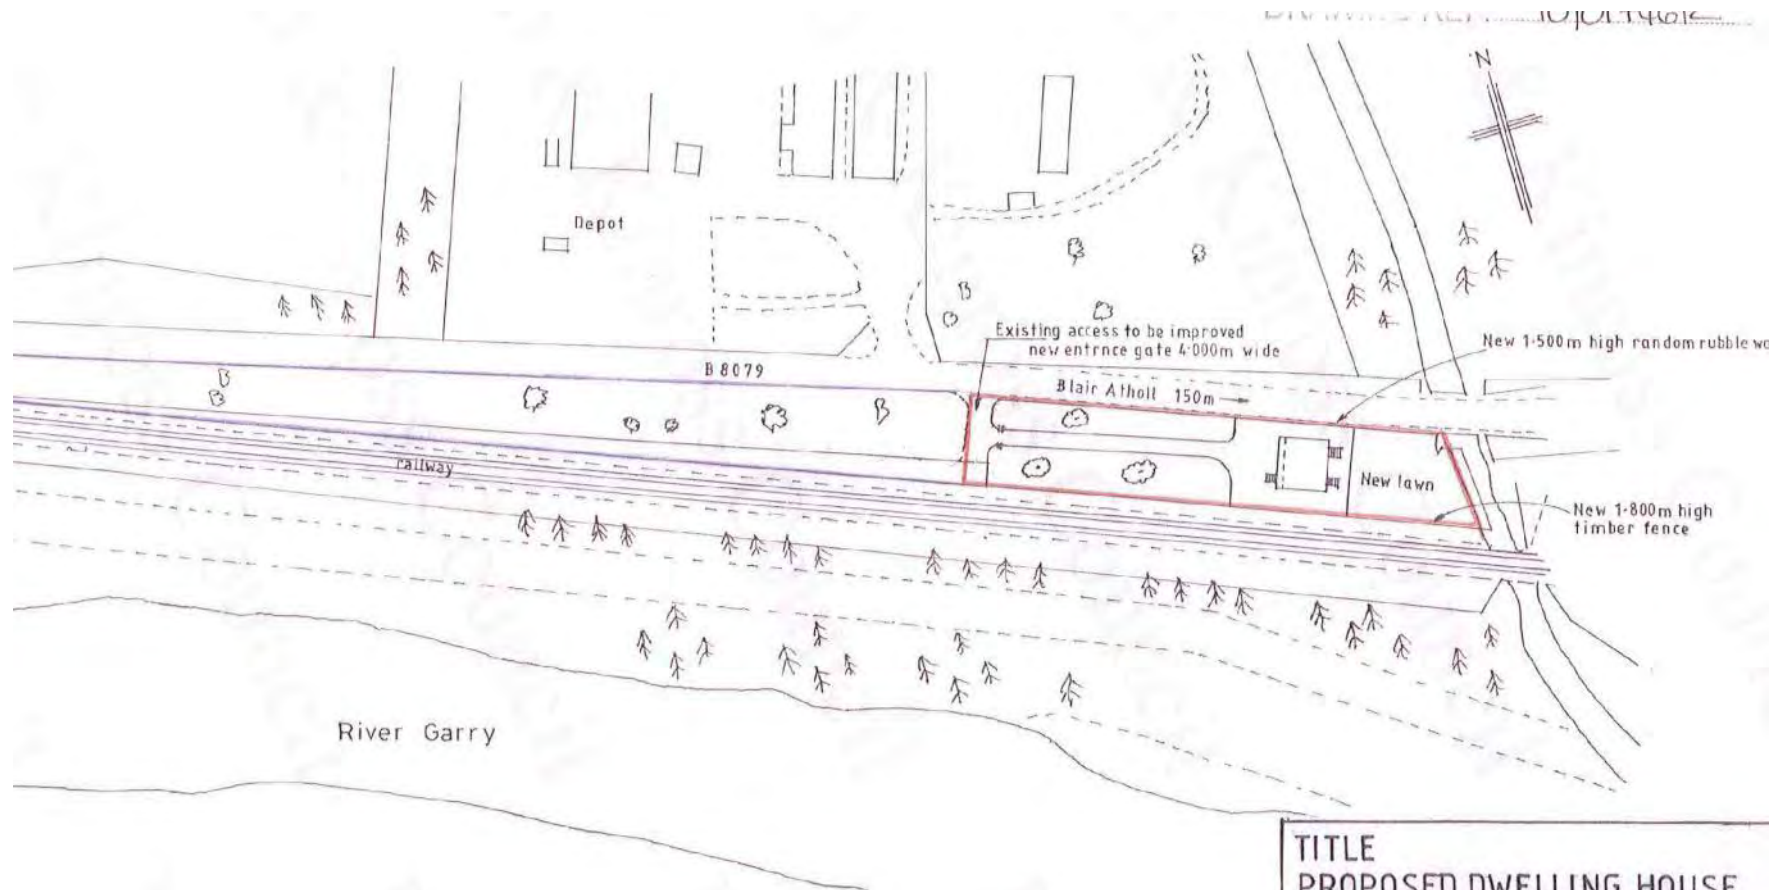 N
Depot
Existing access to be improved
new entrnce gate 4·000m wide
New 1·500m high random rubble
B 8079
Blair Atholl 150m
railway
New lawn
New 1·800m high
timber fence
River Garry
TITLE
PROPOSED DWELLING HOUSE